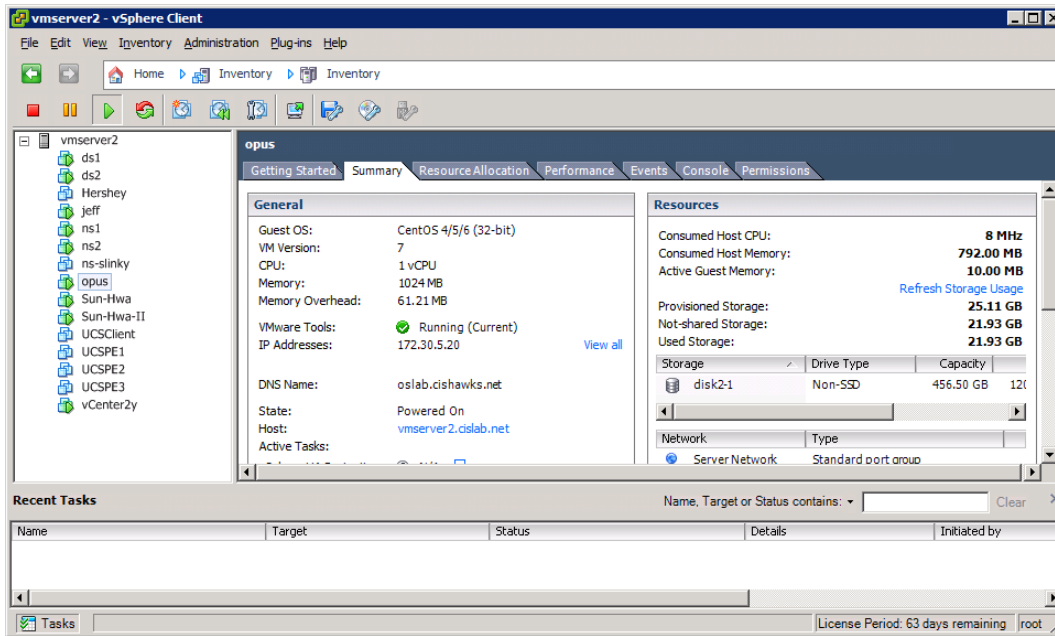 vmserver2 - vSphere Client
File Edit View Inventory Administration Plug-ins Help
Home Inventory Inventory
vmserver2
ds1
ds2
Hershey
jeff
ns1
ns2
ns-slinky
opus
Sun-Hwa
Sun-Hwa-II
UCSClient
UCSPE1
UCSPE2
UCSPE3
vCenter2y
opus
Getting Started Summary Resource Allocation Performance Events Console Permissions
General
Guest OS: CentOS 4/5/6 (32-bit)
VM Version: 7
CPU: 1 vCPU
Memory: 1024 MB
Memory Overhead: 61.21 MB
VMware Tools: Running (Current)
IP Addresses: 172.30.5.20 View all
DNS Name: oslab.cishawks.net
State: Powered On
Host: vmserver2.cislab.net
Active Tasks:
Resources
Consumed Host CPU: 8 MHz
Consumed Host Memory: 792.00 MB
Active Guest Memory: 10.00 MB
Refresh Storage Usage
Provisioned Storage: 25.11 GB
Not-shared Storage: 21.93 GB
Used Storage: 21.93 GB
Storage Drive Type Capacity
disk2-1 Non-SSD 456.50 GB 120
Network Type
Server Network Standard port group
Recent Tasks
Name, Target or Status contains: Clear
Name Target Status Details Initiated by
Tasks License Period: 63 days remaining root